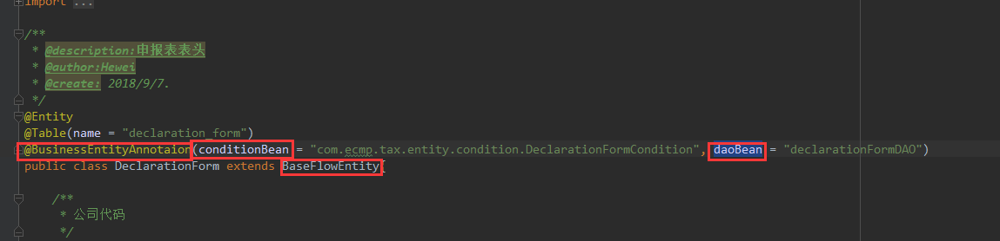 import ...
/**
* @description:申报表表头
* @author:Hewei
* @create: 2018/9/7.
*/
@Entity
@Table(name = "declaration_form")
@BusinessEntityAnnotaion(conditionBean = "com.ecmp.tax.entity.condition.DeclarationFormCondition", daoBean = "declarationFormDAO")
public class DeclarationForm extends BaseFlowEntity{
/**
* 公司代码
*/